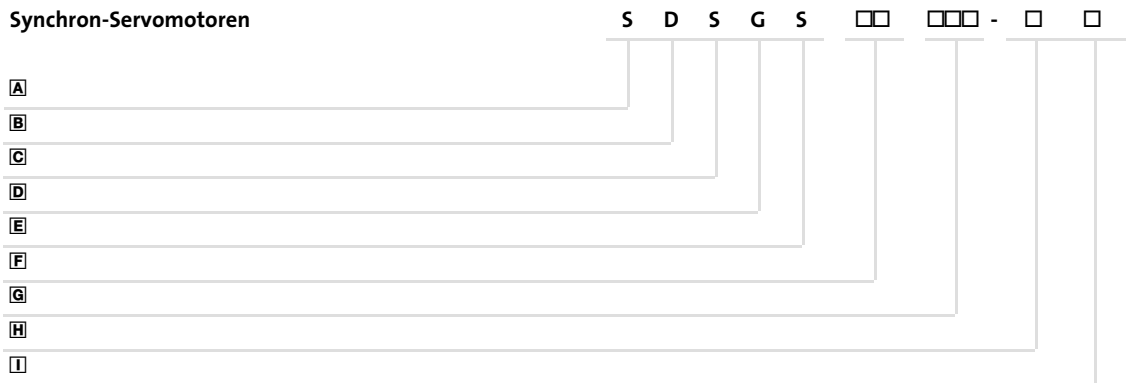 Synchron-Servomotoren S D S G S □□ □□□ - □ □
A
B
C
D
E
F
G
H
I